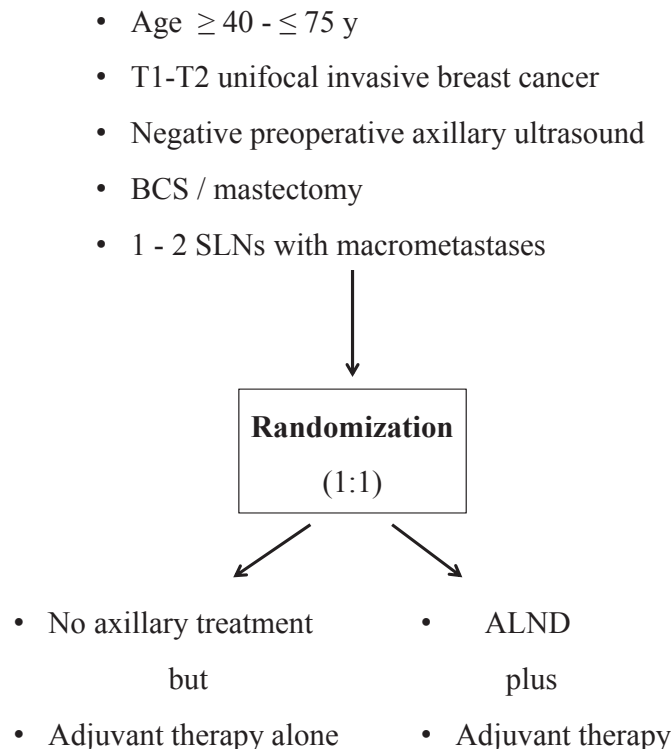 • Age ≥ 40 - ≤ 75 y
• T1-T2 unifocal invasive breast cancer
• Negative preoperative axillary ultrasound
• BCS / mastectomy
• 1 - 2 SLNs with macrometastases
Randomization
(1:1)
• No axillary treatment
but
• Adjuvant therapy alone
• ALND
plus
• Adjuvant therapy